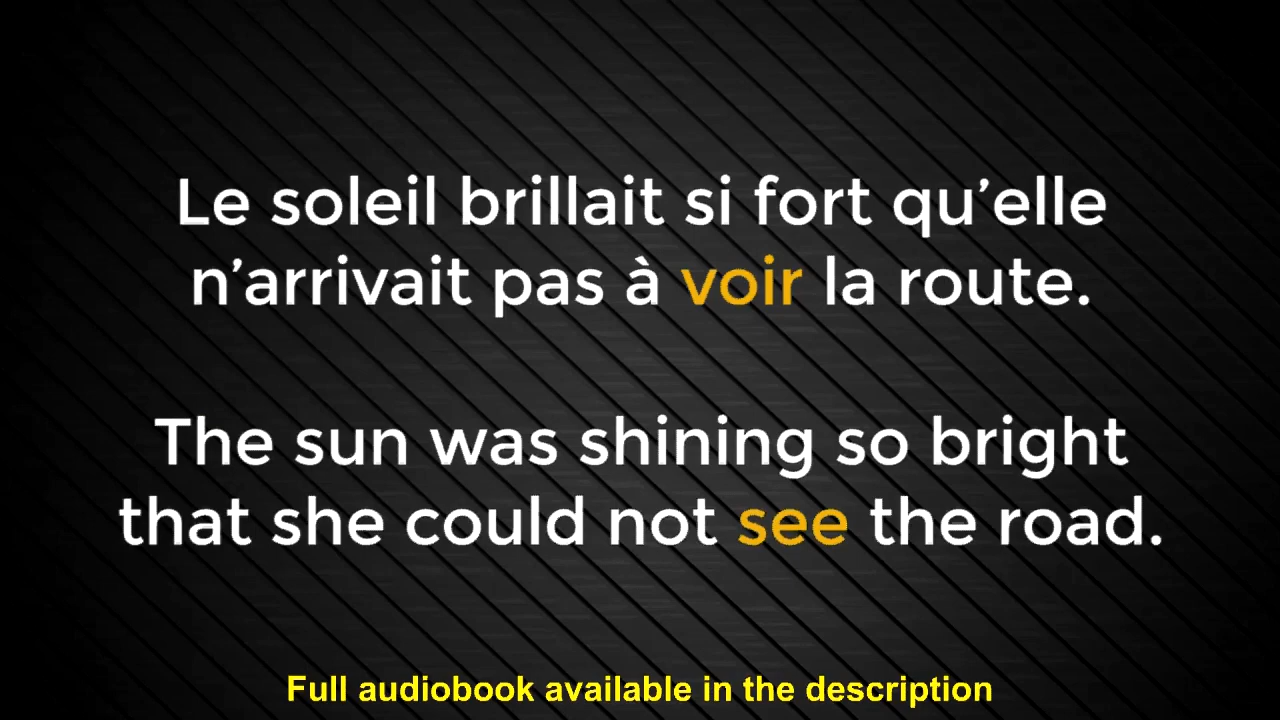 Le soleil brillait si fort qu’elle
n’arrivait pas à voir la route.
The sun was shining so bright
that she could not see the road.
Full audiobook available in the description